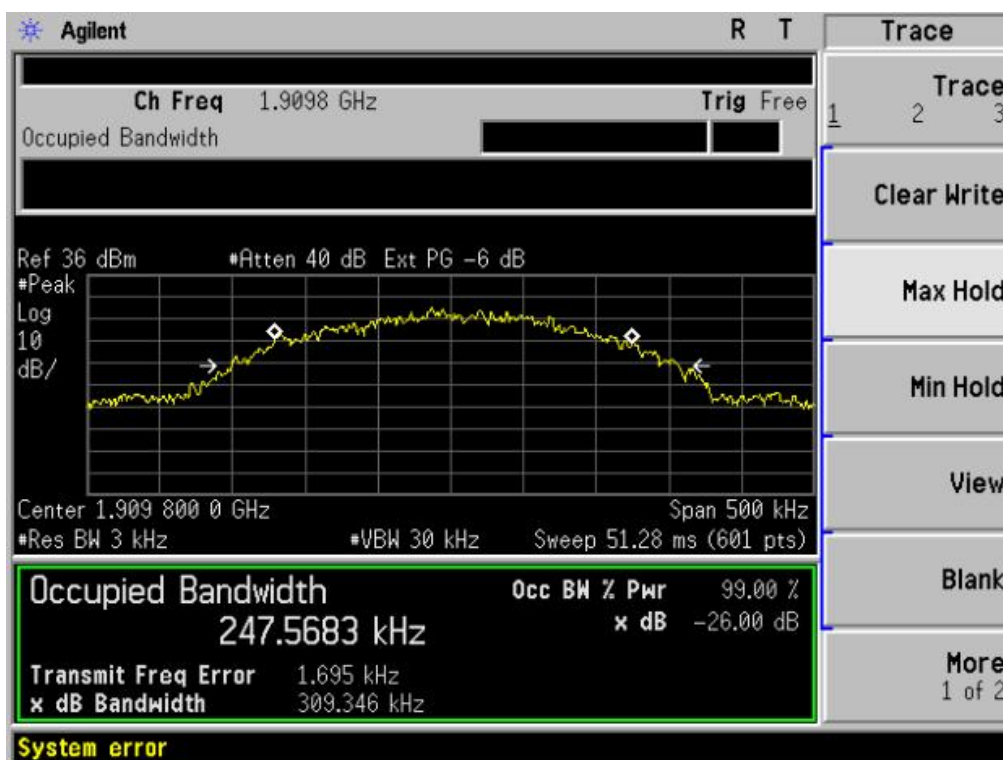 Agilent R T Trace
Ch Freq 1.9098 GHz Trig Free
Occupied Bandwidth
Trace
1 2 3
Clear Write
Max Hold
Min Hold
View
Blank
More
1 of 2
Ref 36 dBm #Atten 40 dB Ext PG -6 dB
#Peak
Log
10
dB/
Center 1.909 800 0 GHz Span 500 kHz
#Res BW 3 kHz #VBW 30 kHz Sweep 51.28 ms (601 pts)
Occupied Bandwidth Occ BW % Pwr 99.00 %
247.5683 kHz x dB -26.00 dB
Transmit Freq Error 1.695 kHz
x dB Bandwidth 309.346 kHz
System error